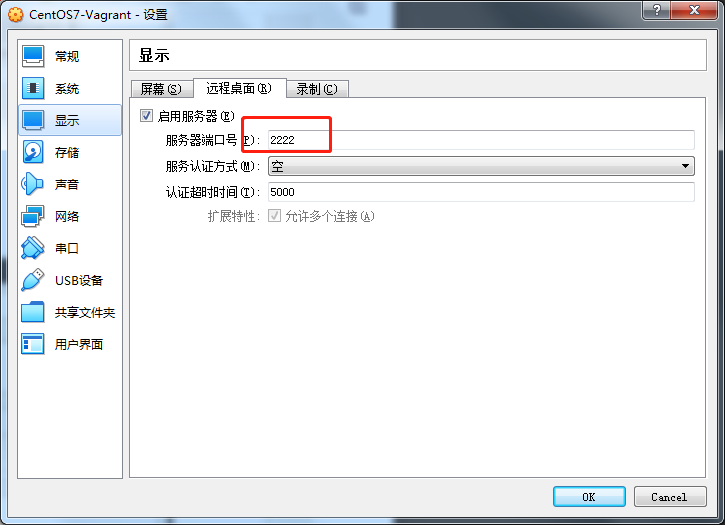 CentOS7-Vagrant - 设置
常规
系统
显示
存储
声音
网络
串口
USB设备
共享文件夹
用户界面
显示
屏幕(S) 远程桌面(R) 录制(C)
启用服务器(E)
服务器端口号(P): 2222
服务认证方式(M): 空
认证超时时间(T): 5000
扩展特性: 允许多个连接(A)
OK Cancel